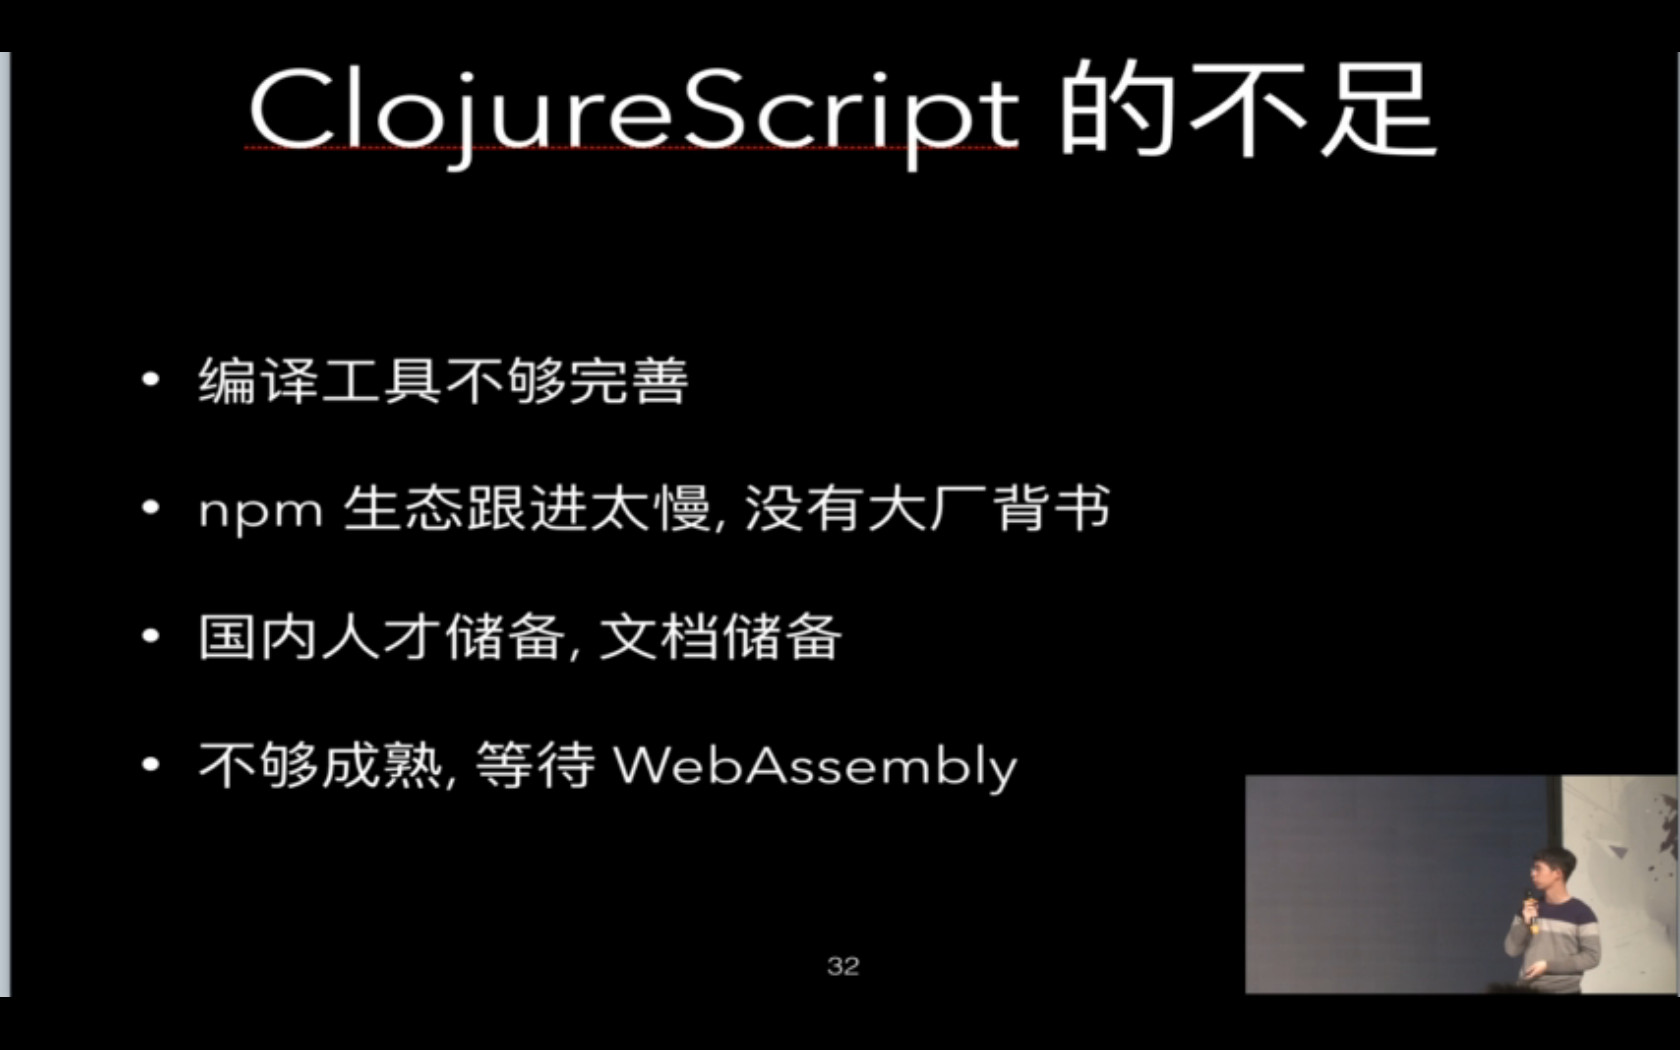 ClojureScript 的不足
• 编译工具不够完善
• npm 生态跟进太慢, 没有大厂背书
• 国内人才储备, 文档储备
• 不够成熟, 等待 WebAssembly
32